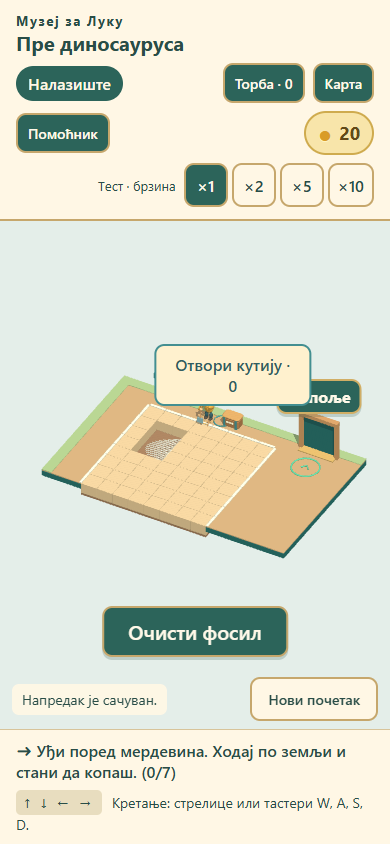 Музеј за Луку
Пре диносауруса
Налазиште
Торба · 0
Карта
Помоћник
20
Тест · брзина
×1
×2
×5
×10
Отвори кутију ·
0
Очисти фосил
Напредак је сачуван.
Нови почетак
→ Уђи поред мердевина. Ходај по земљи и
стани да копаш. (0/7)
↑ ↓ ← → Кретање: стрелице или тастери W, A, S,
D.